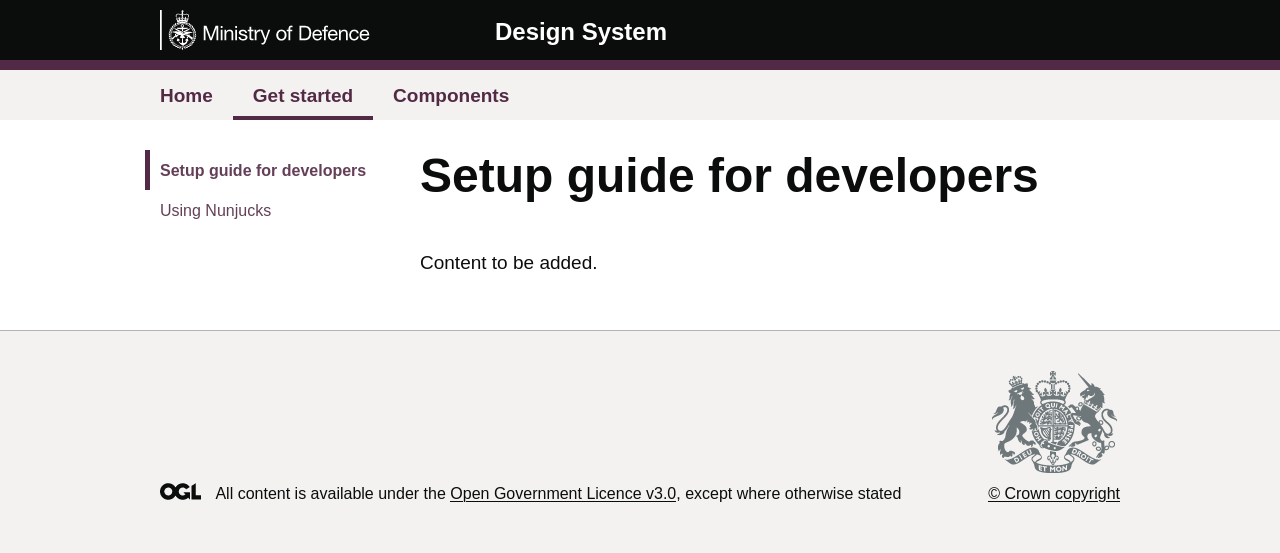 Ministry of Defence
Design System
Home
Get started
Components
Setup guide for developers
Using Nunjucks
Setup guide for developers
Content to be added.
OGL
All content is available under the Open Government Licence v3.0, except where otherwise stated
DIEU ET MON DROIT
© Crown copyright